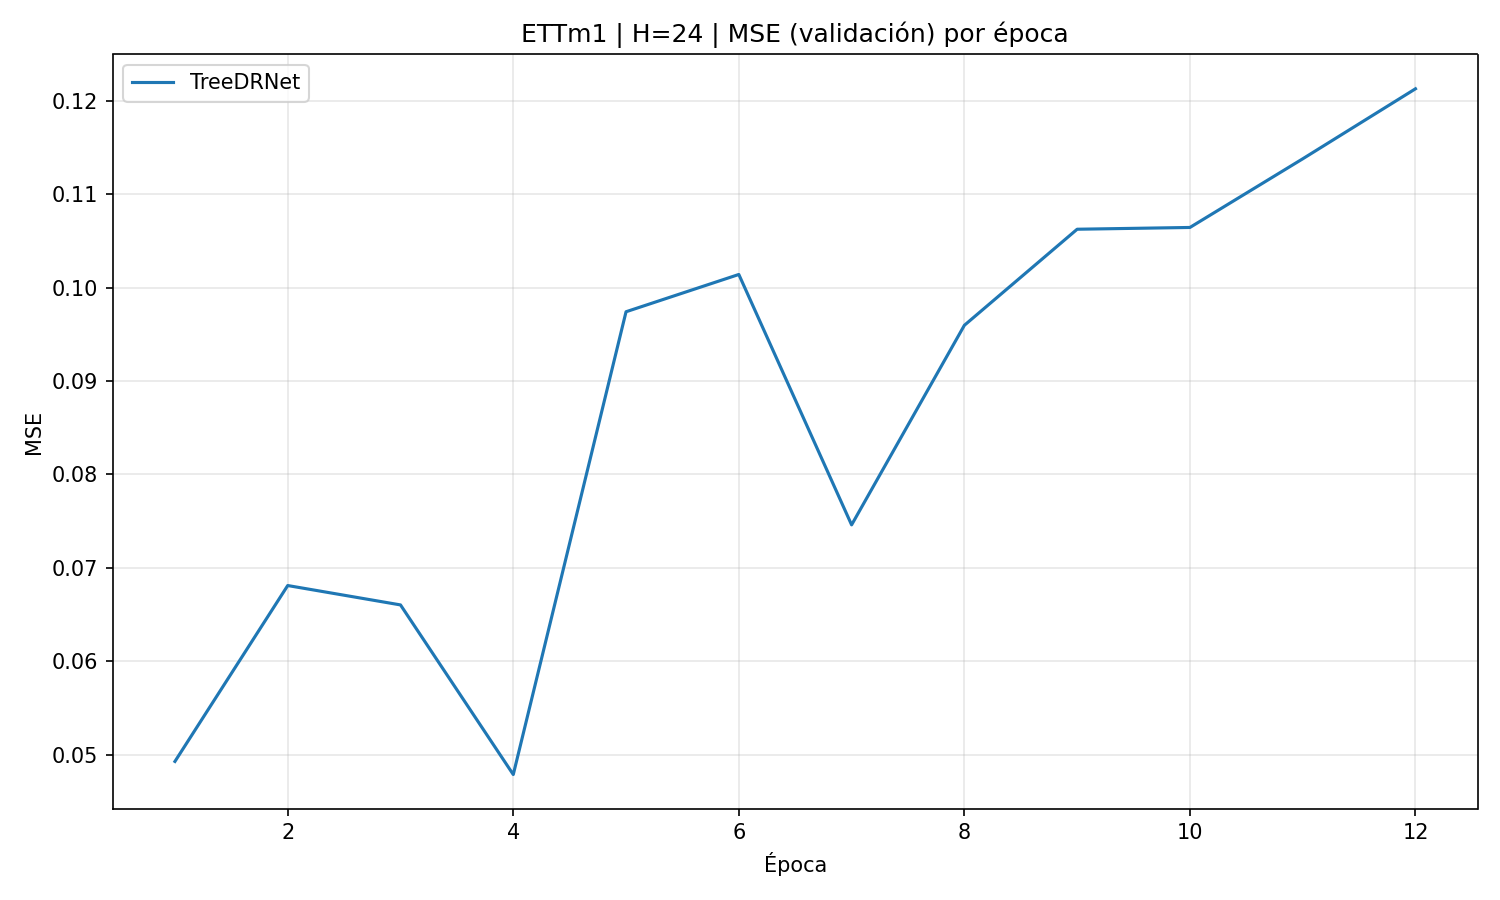 ETTm1 | H=24 | MSE (validación) por época
TreeDRNet
0.12
0.11
0.10
0.09
0.08
0.07
0.06
0.05
MSE
2 4 6 8 10 12
Época